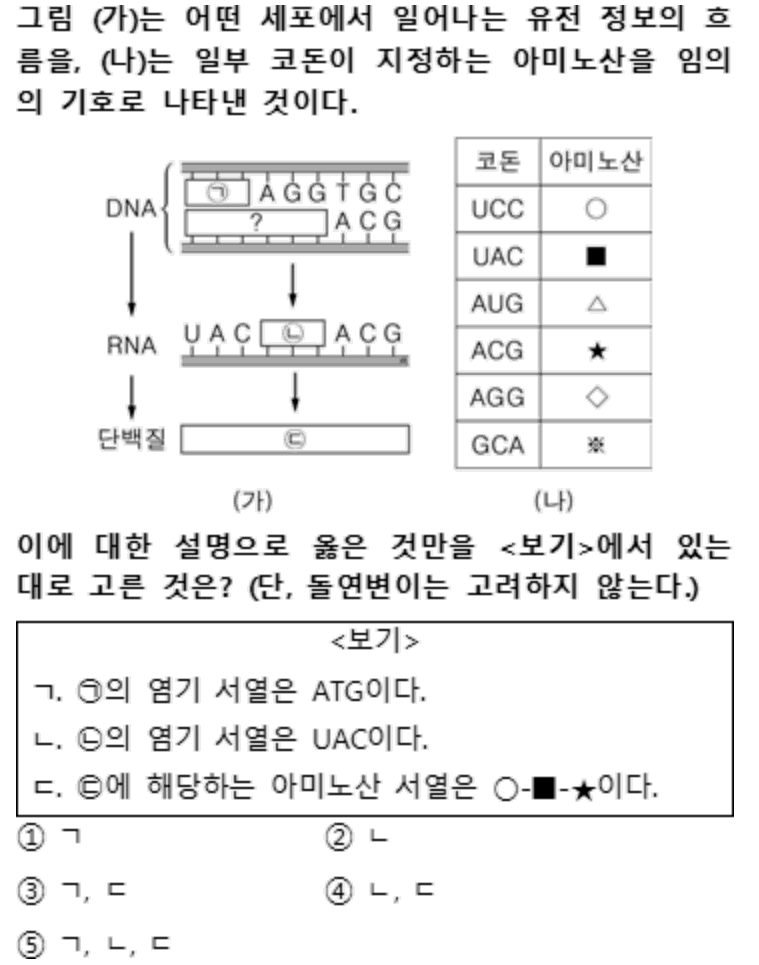 그림 (가)는 어떤 세포에서 일어나는 유전 정보의 흐
름을, (나)는 일부 코돈이 지정하는 아미노산을 임의
의 기호로 나타낸 것이다.
DNA
㉠ A G G T G C
? A C G
RNA
U A C ㉡ A C G
단백질
㉢
(가)
코돈 아미노산
UCC ○
UAC ■
AUG △
ACG ★
AGG ◇
GCA ※
(나)
이에 대한 설명으로 옳은 것만을 <보기>에서 있는
대로 고른 것은? (단, 돌연변이는 고려하지 않는다.)
<보기>
ㄱ. ㉠의 염기 서열은 ATG이다.
ㄴ. ㉡의 염기 서열은 UAC이다.
ㄷ. ㉢에 해당하는 아미노산 서열은 ○-■-★이다.
① ㄱ ② ㄴ
③ ㄱ, ㄷ ④ ㄴ, ㄷ
⑤ ㄱ, ㄴ, ㄷ